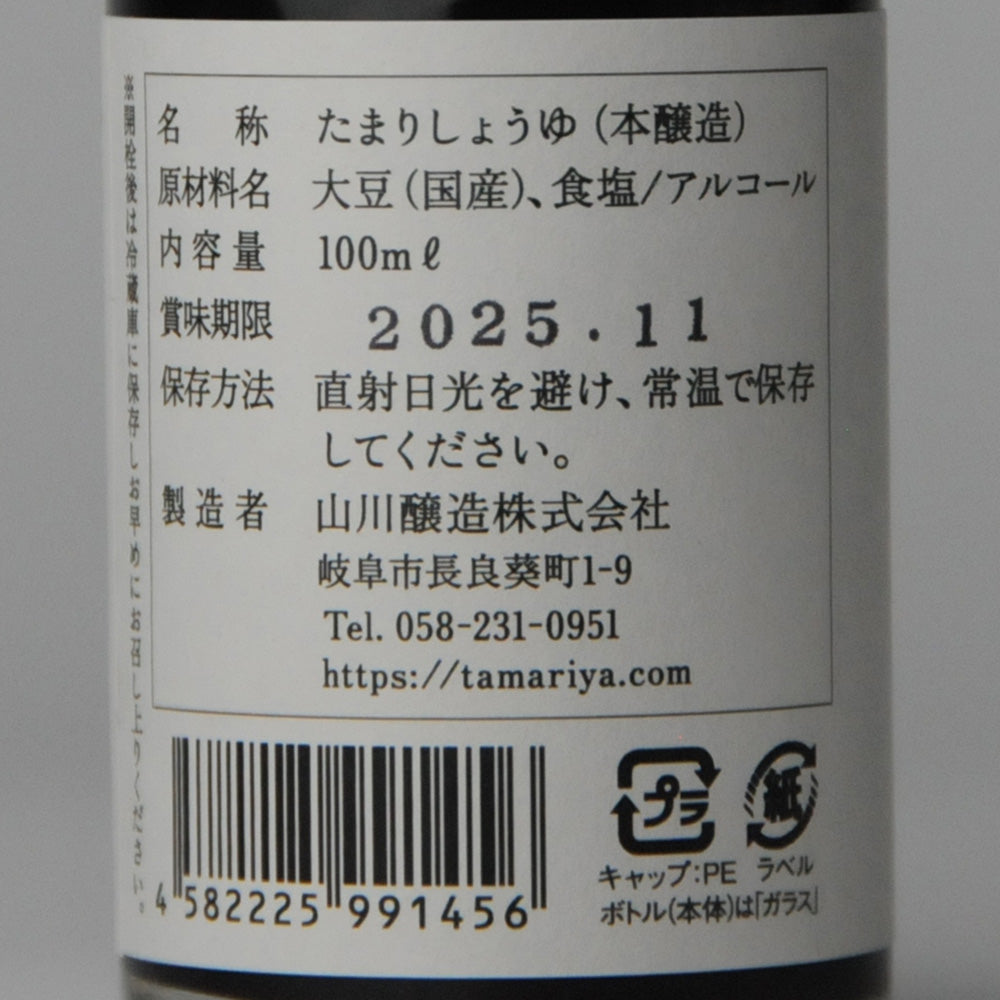 ※開栓後は冷蔵庫に保存しお早めにお召し上りください。
名称 たまりしょうゆ(本醸造)
原材料名 大豆(国産)、食塩/アルコール
内容量 100mℓ
賞味期限 2025.11
保存方法 直射日光を避け、常温で保存
してください。
製造者 山川醸造株式会社
岐阜市長良葵町1-9
Tel. 058-231-0951
https://tamariya.com
4 582225 991456
プラ 紙
キャップ:PE ラベル
ボトル(本体)は「ガラス」